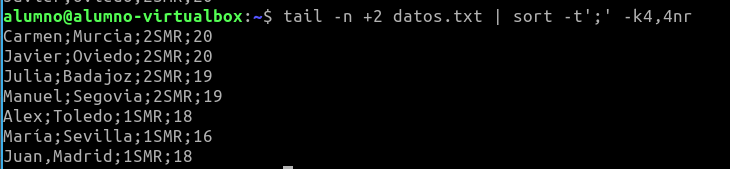 alumno@alumno-virtualbox:~$ tail -n +2 datos.txt | sort -t';' -k4,4nr
Carmen;Murcia;2SMR;20
Javier;Oviedo;2SMR;20
Julia;Badajoz;2SMR;19
Manuel;Segovia;2SMR;19
Alex;Toledo;1SMR;18
María;Sevilla;1SMR;16
Juan,Madrid;1SMR;18